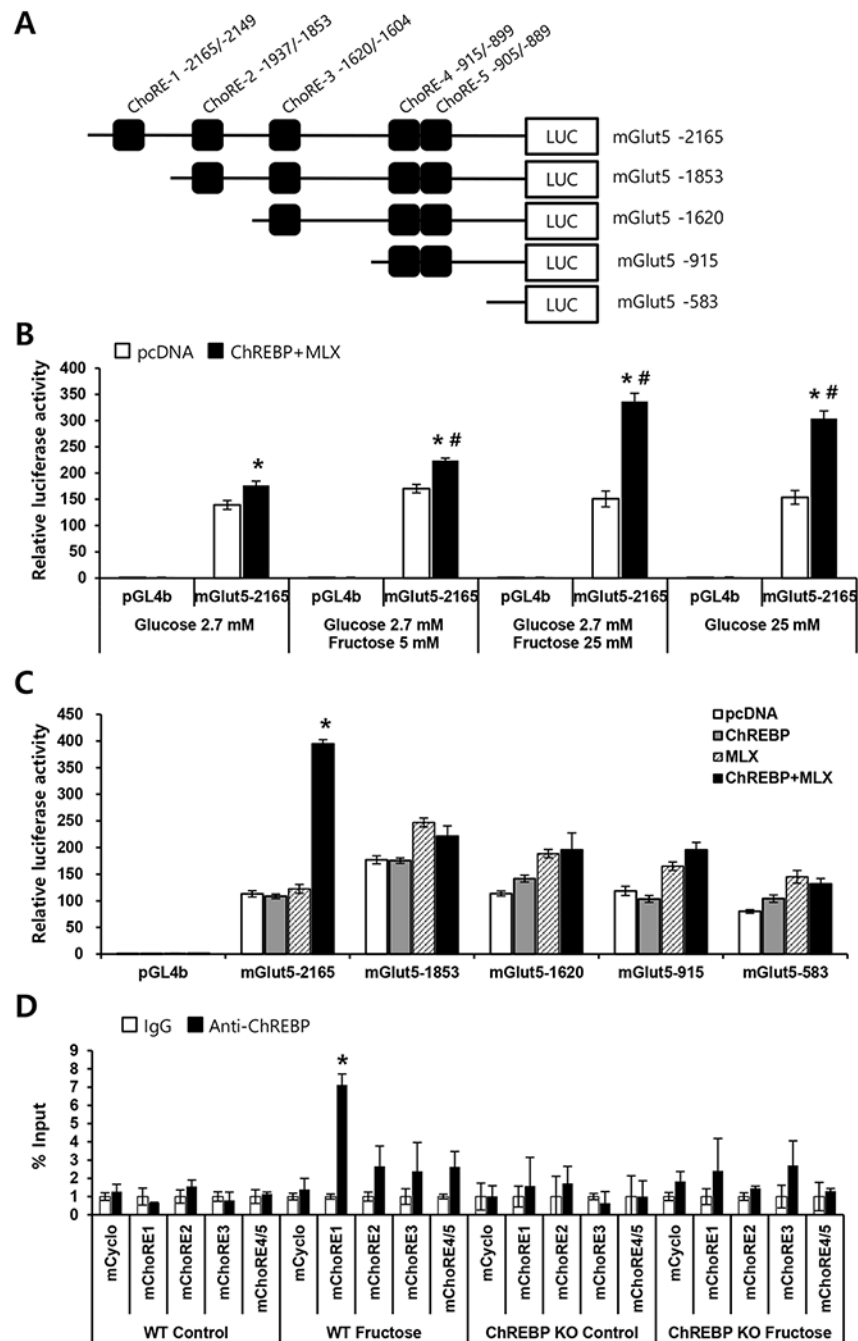 A
ChoRE-1 -2165/-2149
ChoRE-2 -1937/-1853
ChoRE-3 -1620/-1604
ChoRE-4 -915/-899
ChoRE-5 -905/-889
LUC mGlut5 -2165
LUC mGlut5 -1853
LUC mGlut5 -1620
LUC mGlut5 -915
LUC mGlut5 -583
B
pcDNA ChREBP+MLX
Relative luciferase activity
400
350
300
250
200
150
100
50
0
* * # * # * #
pGL4b mGlut5-2165 pGL4b mGlut5-2165 pGL4b mGlut5-2165 pGL4b mGlut5-2165
Glucose 2.7 mM Glucose 2.7 mM Glucose 2.7 mM Glucose 25 mM
Fructose 5 mM Fructose 25 mM
C
pcDNA
ChREBP
MLX
ChREBP+MLX
Relative luciferase activity
450
400
350
300
250
200
150
100
50
0
*
pGL4b mGlut5-2165 mGlut5-1853 mGlut5-1620 mGlut5-915 mGlut5-583
D
IgG Anti-ChREBP
% Input
9
8
7
6
5
4
3
2
1
0
*
mCyclo mChoRE1 mChoRE2 mChoRE3 mChoRE4/5 mCyclo mChoRE1 mChoRE2 mChoRE3 mChoRE4/5 mCyclo mChoRE1 mChoRE2 mChoRE3 mChoRE4/5 mCyclo mChoRE1 mChoRE2 mChoRE3 mChoRE4/5
WT Control WT Fructose ChREBP KO Control ChREBP KO Fructose